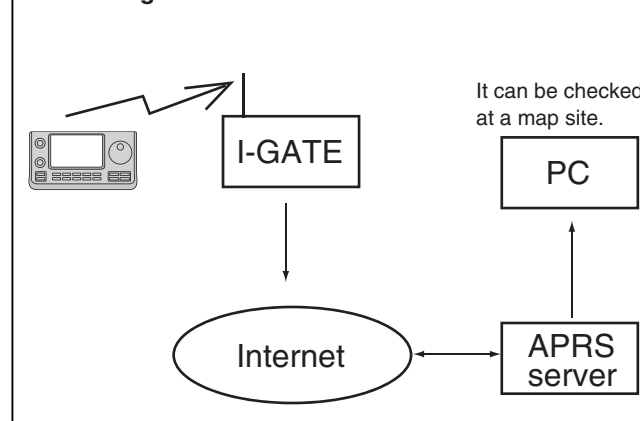 It can be checked
at a map site.
I-GATE
PC
Internet
APRS
server